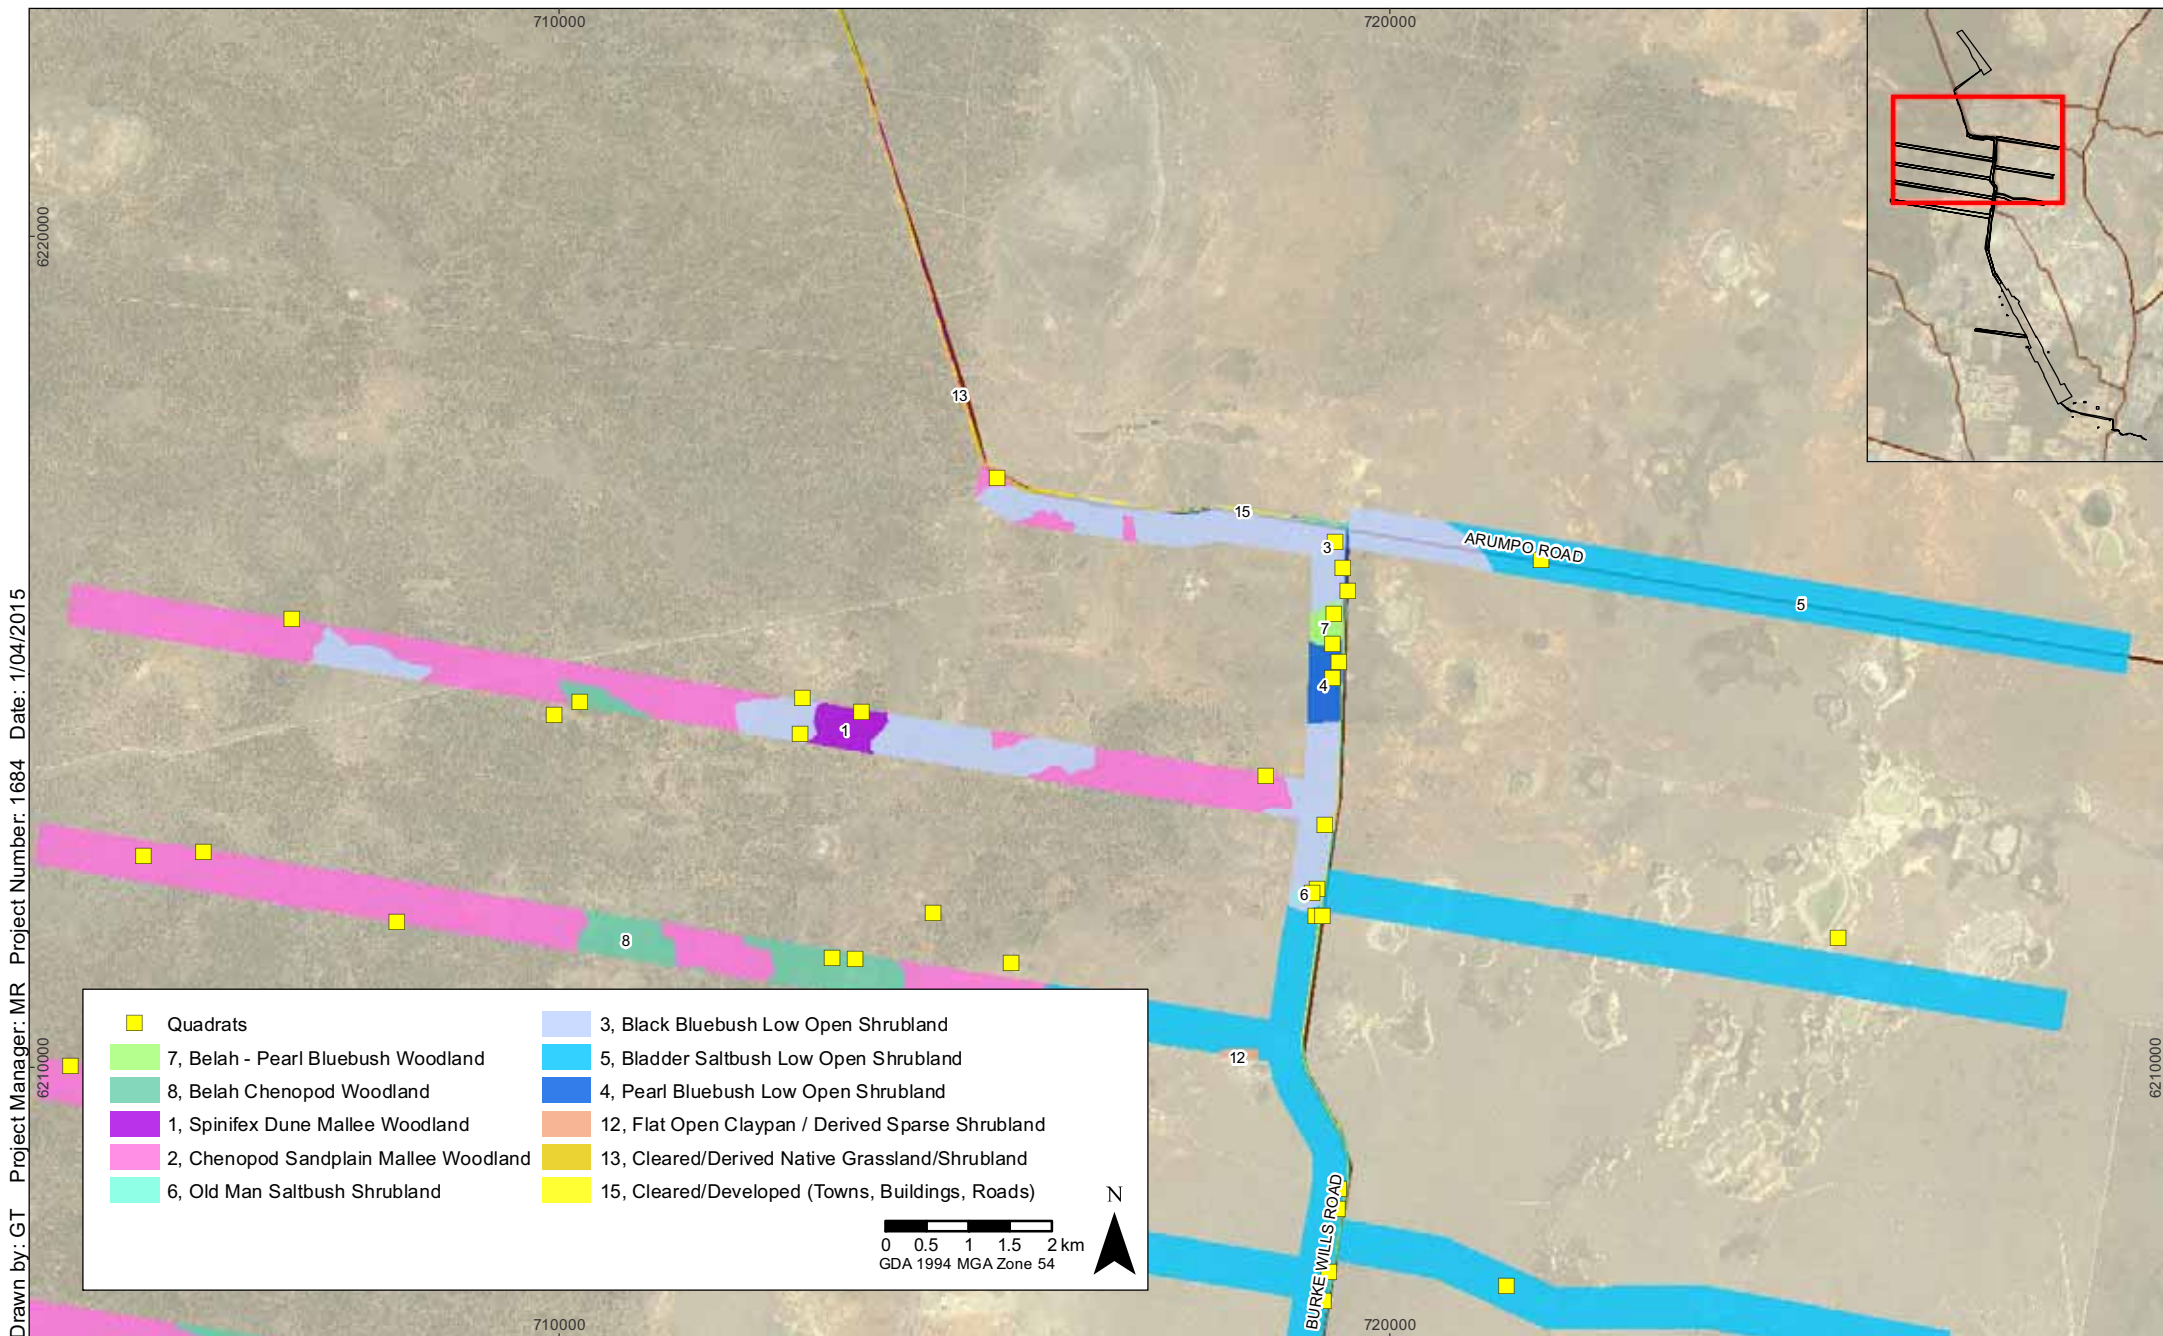 710000
720000
6220000
13
15
3
ARUMPO ROAD
5
7
4
1
6
8
12
6210000
6210000
Quadrats
7, Belah - Pearl Bluebush Woodland
8, Belah Chenopod Woodland
1, Spinifex Dune Mallee Woodland
2, Chenopod Sandplain Mallee Woodland
6, Old Man Saltbush Shrubland
3, Black Bluebush Low Open Shrubland
5, Bladder Saltbush Low Open Shrubland
4, Pearl Bluebush Low Open Shrubland
12, Flat Open Claypan / Derived Sparse Shrubland
13, Cleared/Derived Native Grassland/Shrubland
15, Cleared/Developed (Towns, Buildings, Roads)
N
0 0.5 1 1.5 2 km
GDA 1994 MGA Zone 54
BURKE WILLS ROAD
710000
720000
Drawn by: GT Project Manager: MR Project Number: 1684 Date: 1/04/2015